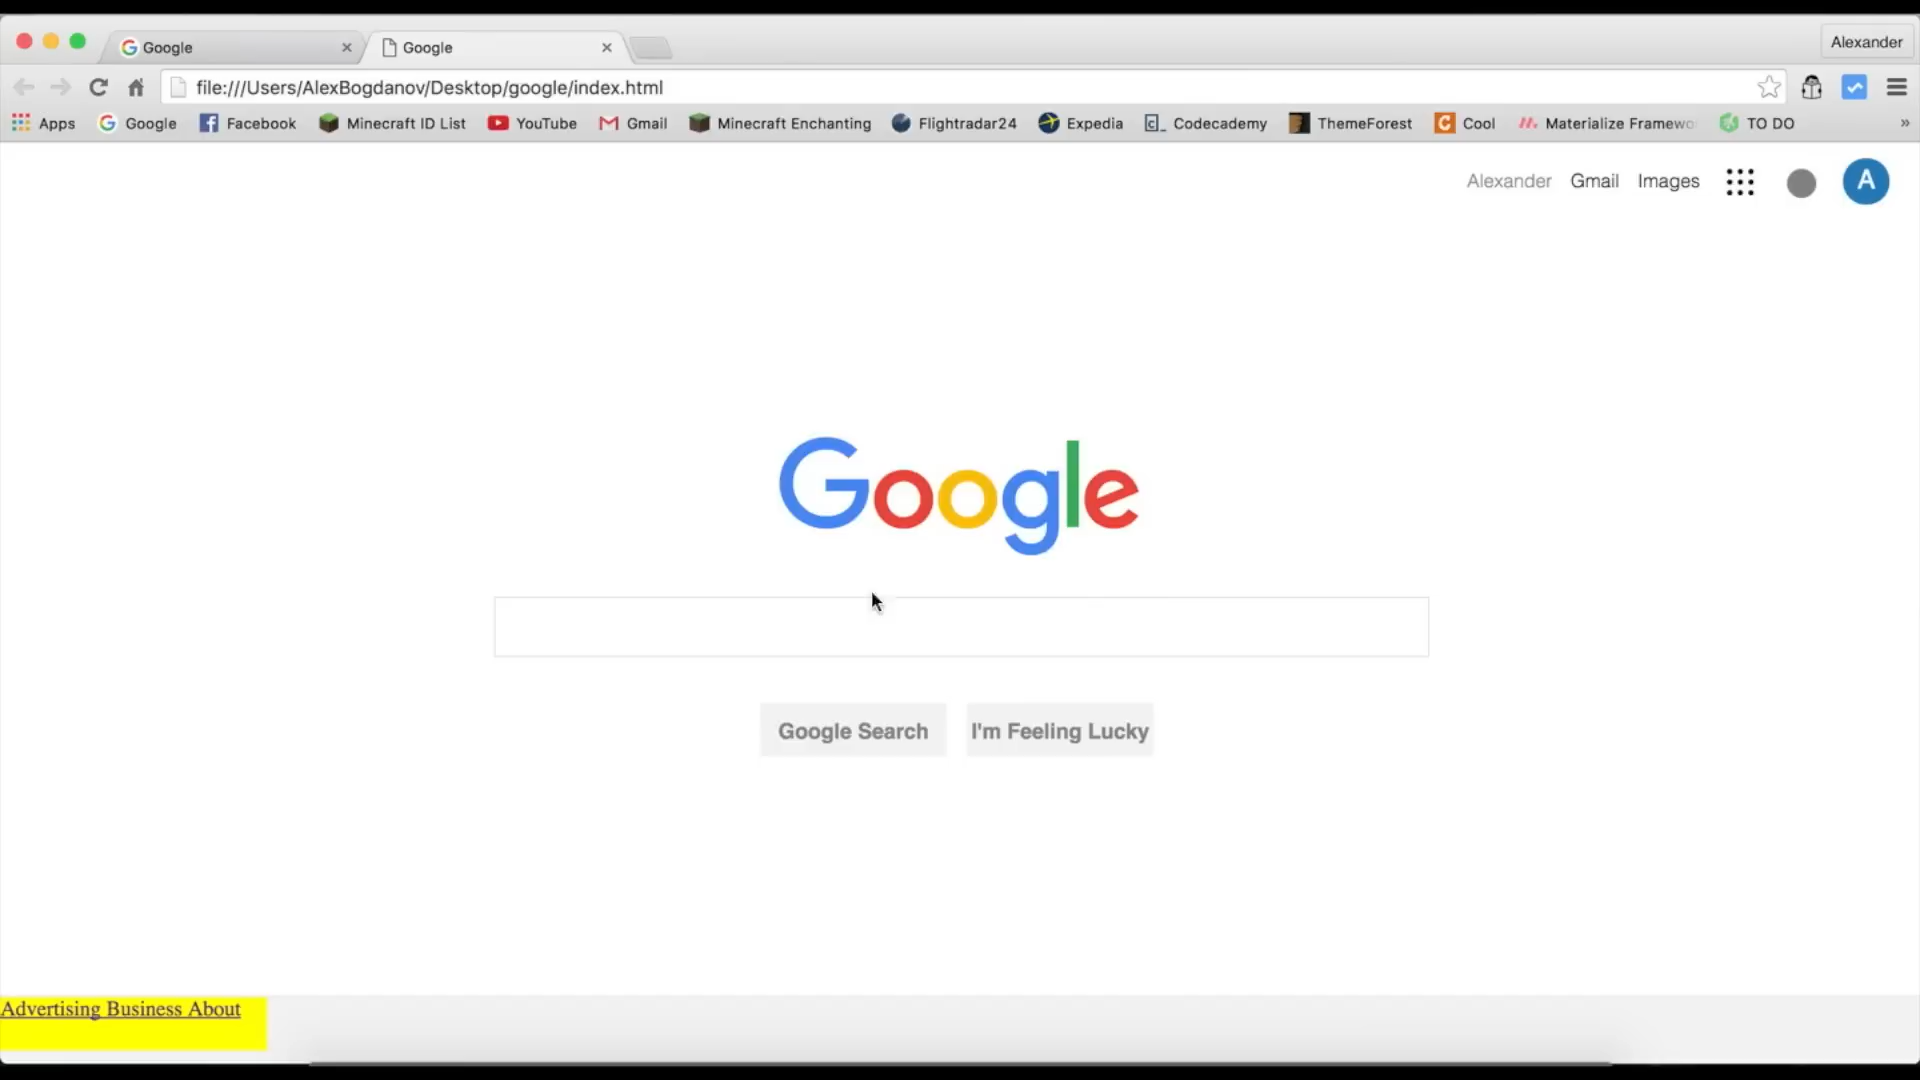 Google
Google
Alexander
file:///Users/AlexBogdanov/Desktop/google/index.html
Apps Google Facebook Minecraft ID List YouTube Gmail Minecraft Enchanting Flightradar24 Expedia Codecademy ThemeForest Cool Materialize Framewo TO DO »
Alexander Gmail Images A
Google
Google Search I'm Feeling Lucky
Advertising Business About